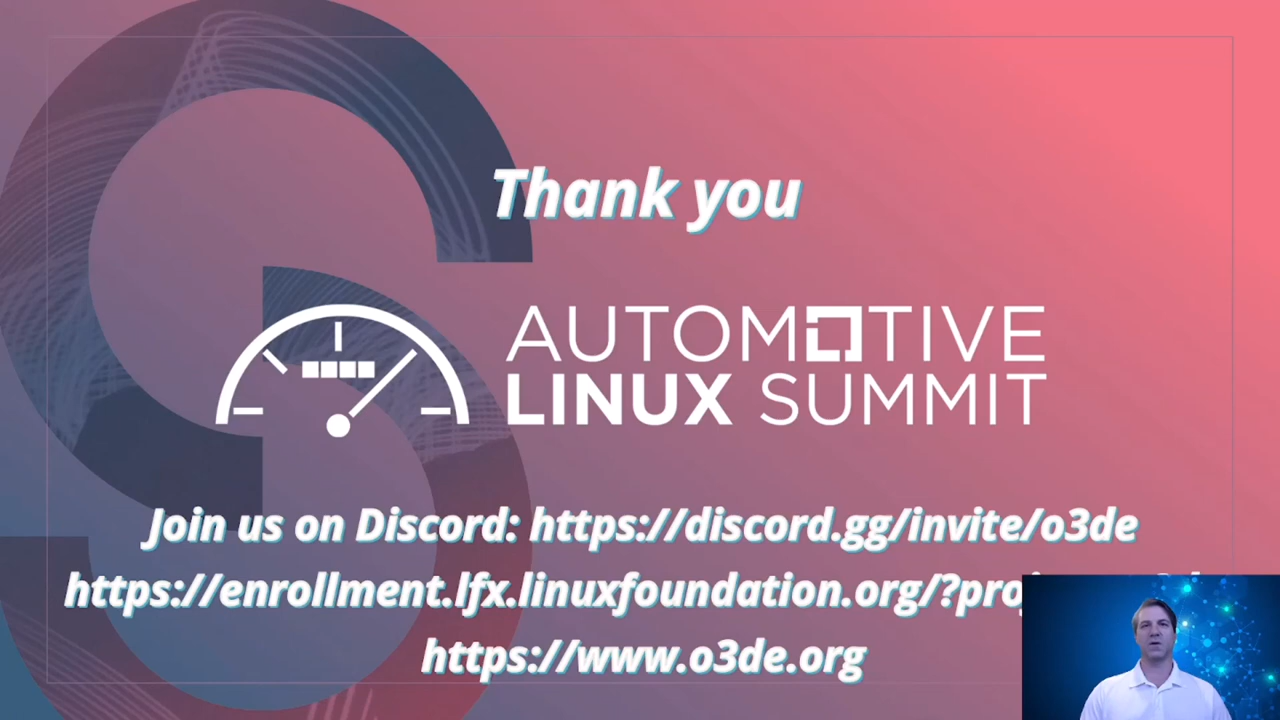 Thank you
AUTOMOTIVE
LINUX SUMMIT
Join us on Discord: https://discord.gg/invite/o3de
https://enrollment.lfx.linuxfoundation.org/?pro
https://www.o3de.org